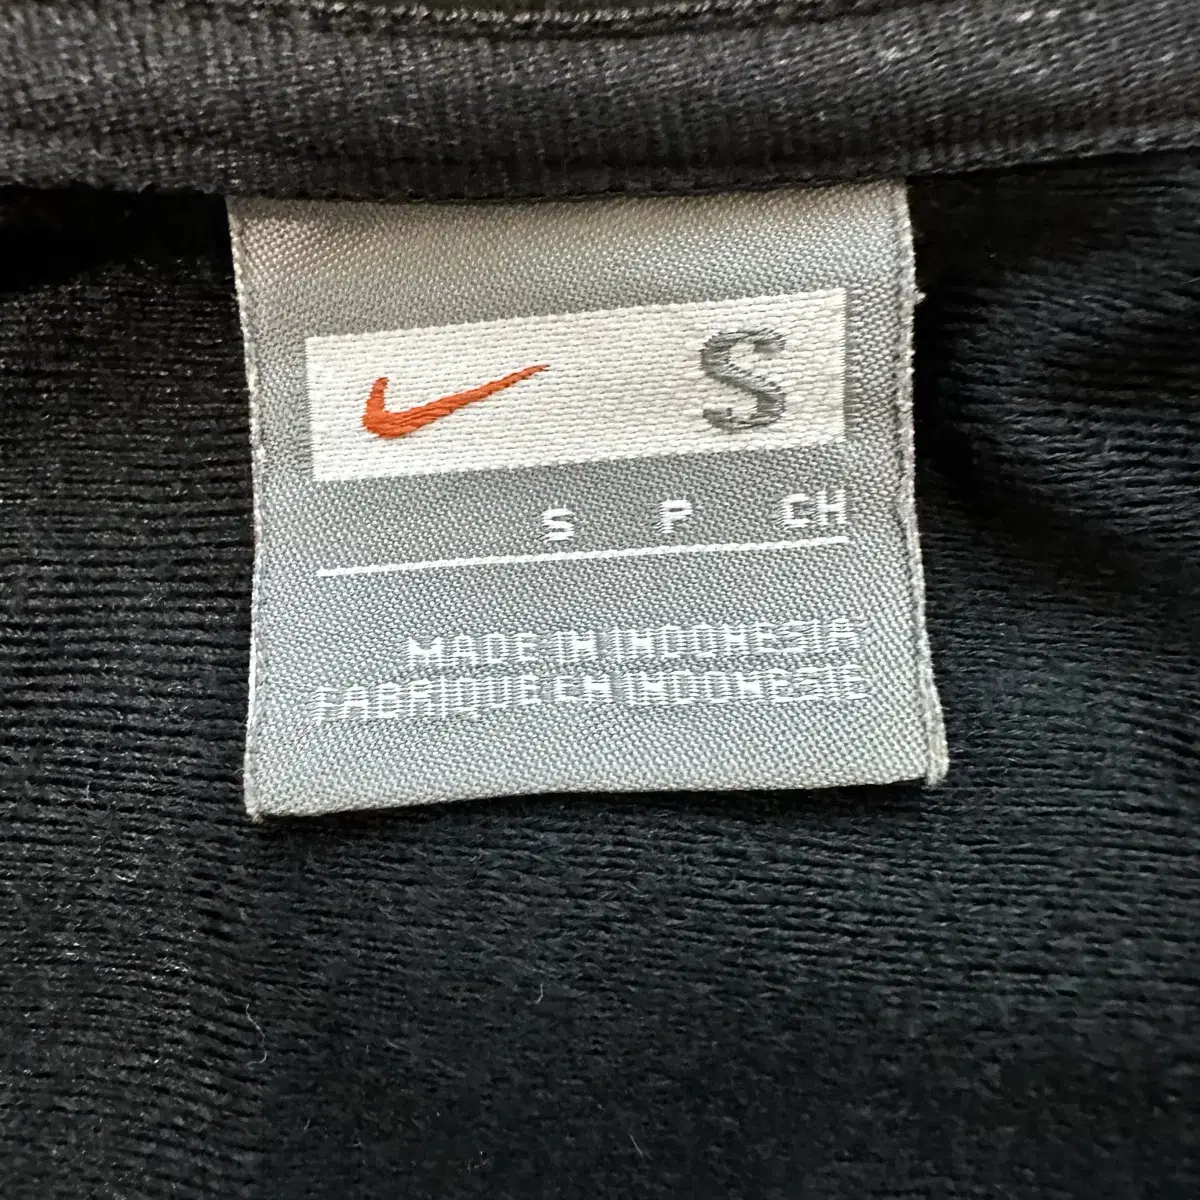 S
S P CH
MADE IN INDONESIA
FABRIQUE EN INDONESIE